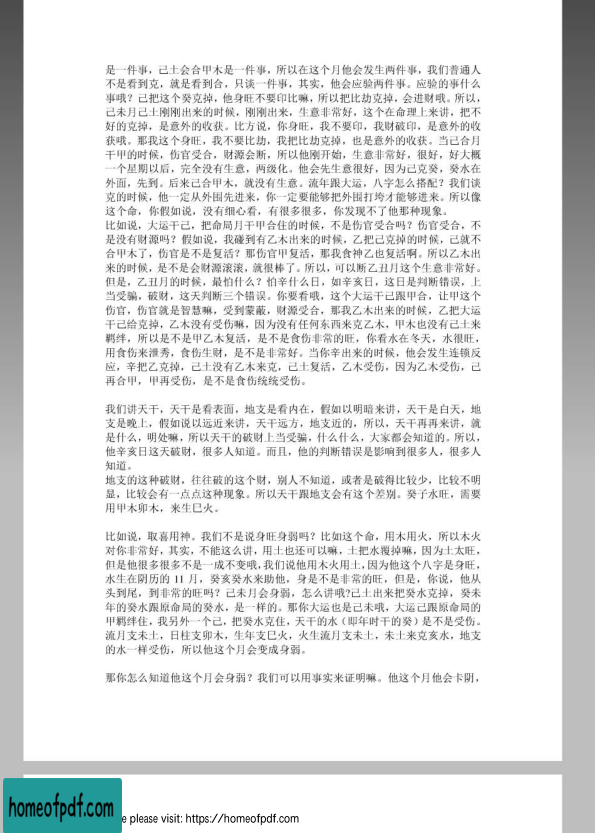 是一件事，己土会合甲木是一件事，所以在这个月他会发生两件事，我们普通人
不是看到克，就是看到合，只谈一件事，其实，他会应验两件事。应验的事什么
事哦？己把这个癸克掉，他身旺不要印比嘛，所以把比劫克掉，会进财哦。所以，
己未月己土刚刚出来的时候，刚刚出来，生意非常好，这个在命理上来讲，把不
好的克掉，是意外的收获。比方说，你身旺，我不要印，我财破印，是意外的收
获哦。那我这个身旺，我不要比劫，我把比劫克掉，也是意外的收获。当己合月
干甲的时候，伤官受合，财源会断，所以他刚开始，生意非常好，很好，好大概
一个星期以后，完全没有生意，两级化。他会先生意很好，因为己克癸，癸水在
外面，先到。后来己合甲木，就没有生意。流年跟大运，八字怎么搭配？我们谈
克的时候，他一定从外围先进来，你一定要能够把外围打垮才能够进来。所以像
这个命，你假如说，没有细心看，有很多很多，你发现不了他那种现象。
比如说，大运干己，把命局月干甲合住的时候，不是伤官受合吗？伤官受合，不
是没有财源吗？假如说，我碰到有乙木出来的时候，乙把己克掉的时候，己就不
合甲木了，伤官是不是复活？那伤官甲复活，那我食神乙也复活啊。所以乙木出
来的时候，是不是会财源滚滚，就很棒了。所以，可以断乙丑月这个生意非常好。
但是，乙丑月的时候，最怕什么？怕辛什么日，如辛亥日，这日是判断错误，上
当受骗，破财，这天判断三个错误。你要看哦，这个大运干己跟甲合，让甲这个
伤官，伤官就是智慧嘛，受到蒙蔽，财源受合，那我乙木出来的时候，乙把大运
干己给克掉，乙木没有受伤嘛，因为没有任何东西来克乙木，甲木也没有己土来
羁绊，所以是不是甲乙木复活，是不是食伤非常的旺，你看水在冬天，水很旺，
用食伤来泄秀，食伤生财，是不是非常好。当你辛出来的时候，他会发生连锁反
应，辛把乙克掉，己土没有乙木来克，己土复活，乙木受伤，因为乙木受伤，己
再合甲，甲再受伤，是不是食伤统统受伤。
我们讲天干，天干是看表面，地支是看内在，假如以明暗来讲，天干是白天，地
支是晚上，假如说以远近来讲，天干远方，地支近的，所以，天干再再来讲，就
是什么，明处嘛，所以天干的破财上当受骗，什么什么，大家都会知道的。所以，
他辛亥日这天破财，很多人知道。而且，他的判断错误是影响到很多人，很多人
知道。
地支的这种破财，往往破的这个财，别人不知道，或者是破得比较少，比较不明
显，比较会有一点点这种现象。所以天干跟地支会有这个差别。癸子水旺，需要
用甲木卯木，来生巳火。
比如说，取喜用神。我们不是说身旺身弱吗？比如这个命，用木用火，所以木火
对你非常好，其实，不能这么讲，用土也还可以嘛，土把水覆掉嘛，因为土太旺，
但是他很多很多不是一成不变哦，我们说他用木火用土，因为他这个八字是身旺，
水生在阴历的 11 月，癸亥癸水来助他，身是不是非常的旺，但是，你说，他从
头到尾，到非常的旺吗？己未月会身弱，怎么讲哦?己土出来把癸水克掉，癸未
年的癸水跟原命局的癸水，是一样的。那你大运也是己未哦，大运己跟原命局的
甲羁绊住，我另外一个己，把癸水克住，天干的水（即年时干的癸）是不是受伤。
流月支未土，日柱支卯木，生年支巳火，火生流月支未土，未土来克亥水，地支
的水一样受伤，所以他这个月会变成身弱。
那你怎么知道他这个月会身弱？我们可以用事实来证明嘛。他这个月他会卡阴，
homeofpdf.com
e please visit: https://homeofpdf.com